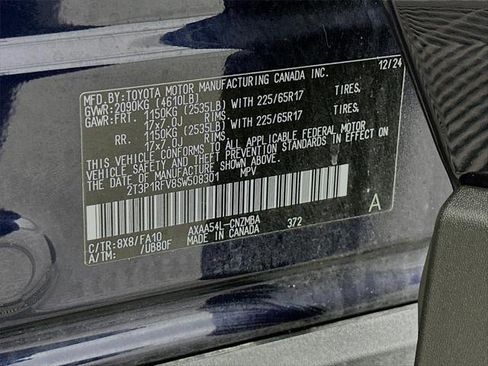 MFD.BY:TOYOTA MOTOR MANUFACTURING CANADA INC. 12/24
GVWR:2090KG (4610LB)
GAWR:FRT. 1150KG (2535LB) WITH 225/65R17 TIRES.
17x7.0J RIMS.
RR. 1150KG (2535LB) WITH 225/65R17 TIRES.
17x7.0J RIMS.
THIS VEHICLE CONFORMS TO ALL APPLICABLE FEDERAL MOTOR
VEHICLE SAFETY AND THEFT PREVENTION STANDARDS IN EFFECT ON
THE DATE OF MANUFACTURE SHOWN ABOVE.
2T3P1RFV8SW508301 MPV
C/TR:8X8/FA10 AXAA54L-CNZMBA 372 A
A/TM: /UB80F MADE IN CANADA